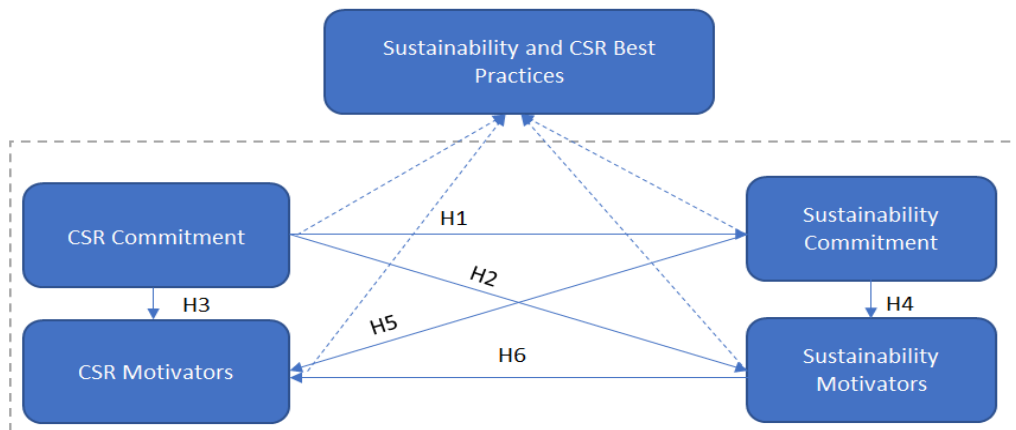 Sustainability and CSR Best
Practices
CSR Commitment
H1
Sustainability
Commitment
H2
H3
H4
H5
CSR Motivators
H6
Sustainability
Motivators